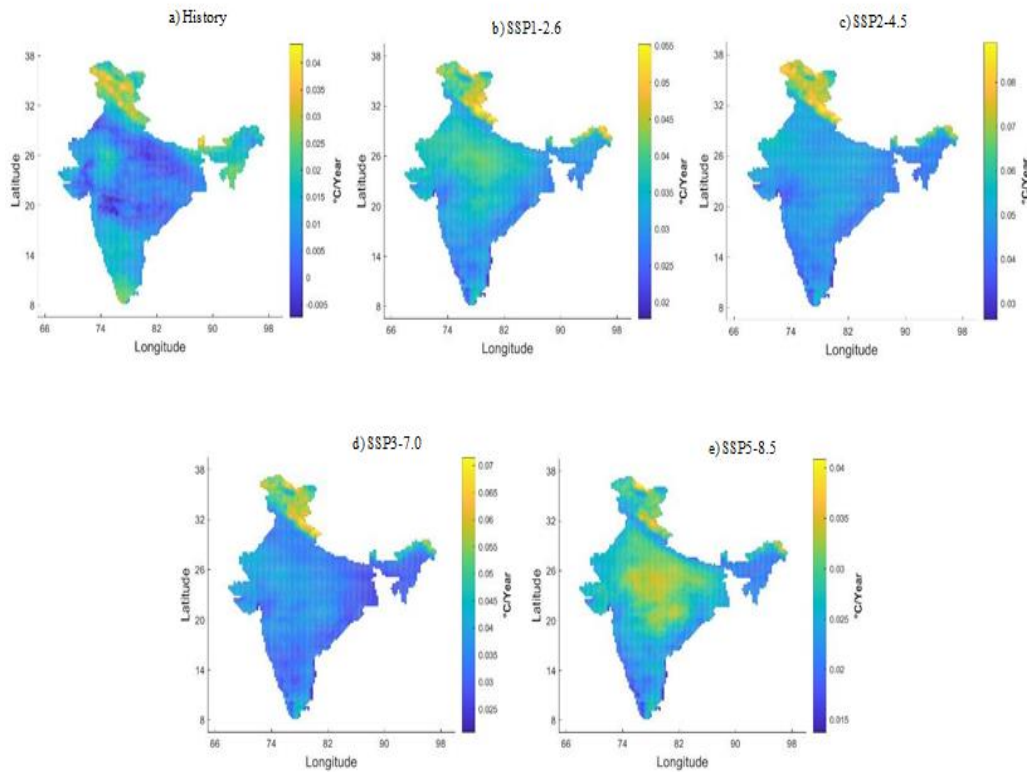 a) History
b) SSP1-2.6
c) SSP2-4.5
38
32
26
20
14
8
Latitude
66 74 82 90 98
Longitude
0.04
0.035
0.03
0.025
0.02
0.015
0.01
0.005
0
-0.005
°C/Year
38
32
26
20
14
8
Latitude
66 74 82 90 98
Longitude
0.055
0.05
0.045
0.04
0.035
0.03
0.025
0.02
°C/Year
38
32
26
20
14
8
Latitude
66 74 82 90 98
Longitude
0.08
0.07
0.06
0.05
0.04
0.03
°C/Year
d) SSP3-7.0
e) SSP5-8.5
38
32
26
20
14
8
Latitude
66 74 82 90 98
Longitude
0.07
0.065
0.06
0.055
0.05
0.045
0.04
0.035
0.03
0.025
°C/Year
38
32
26
20
14
8
Latitude
66 74 82 90 98
Longitude
0.04
0.035
0.03
0.025
0.02
0.015
°C/Year